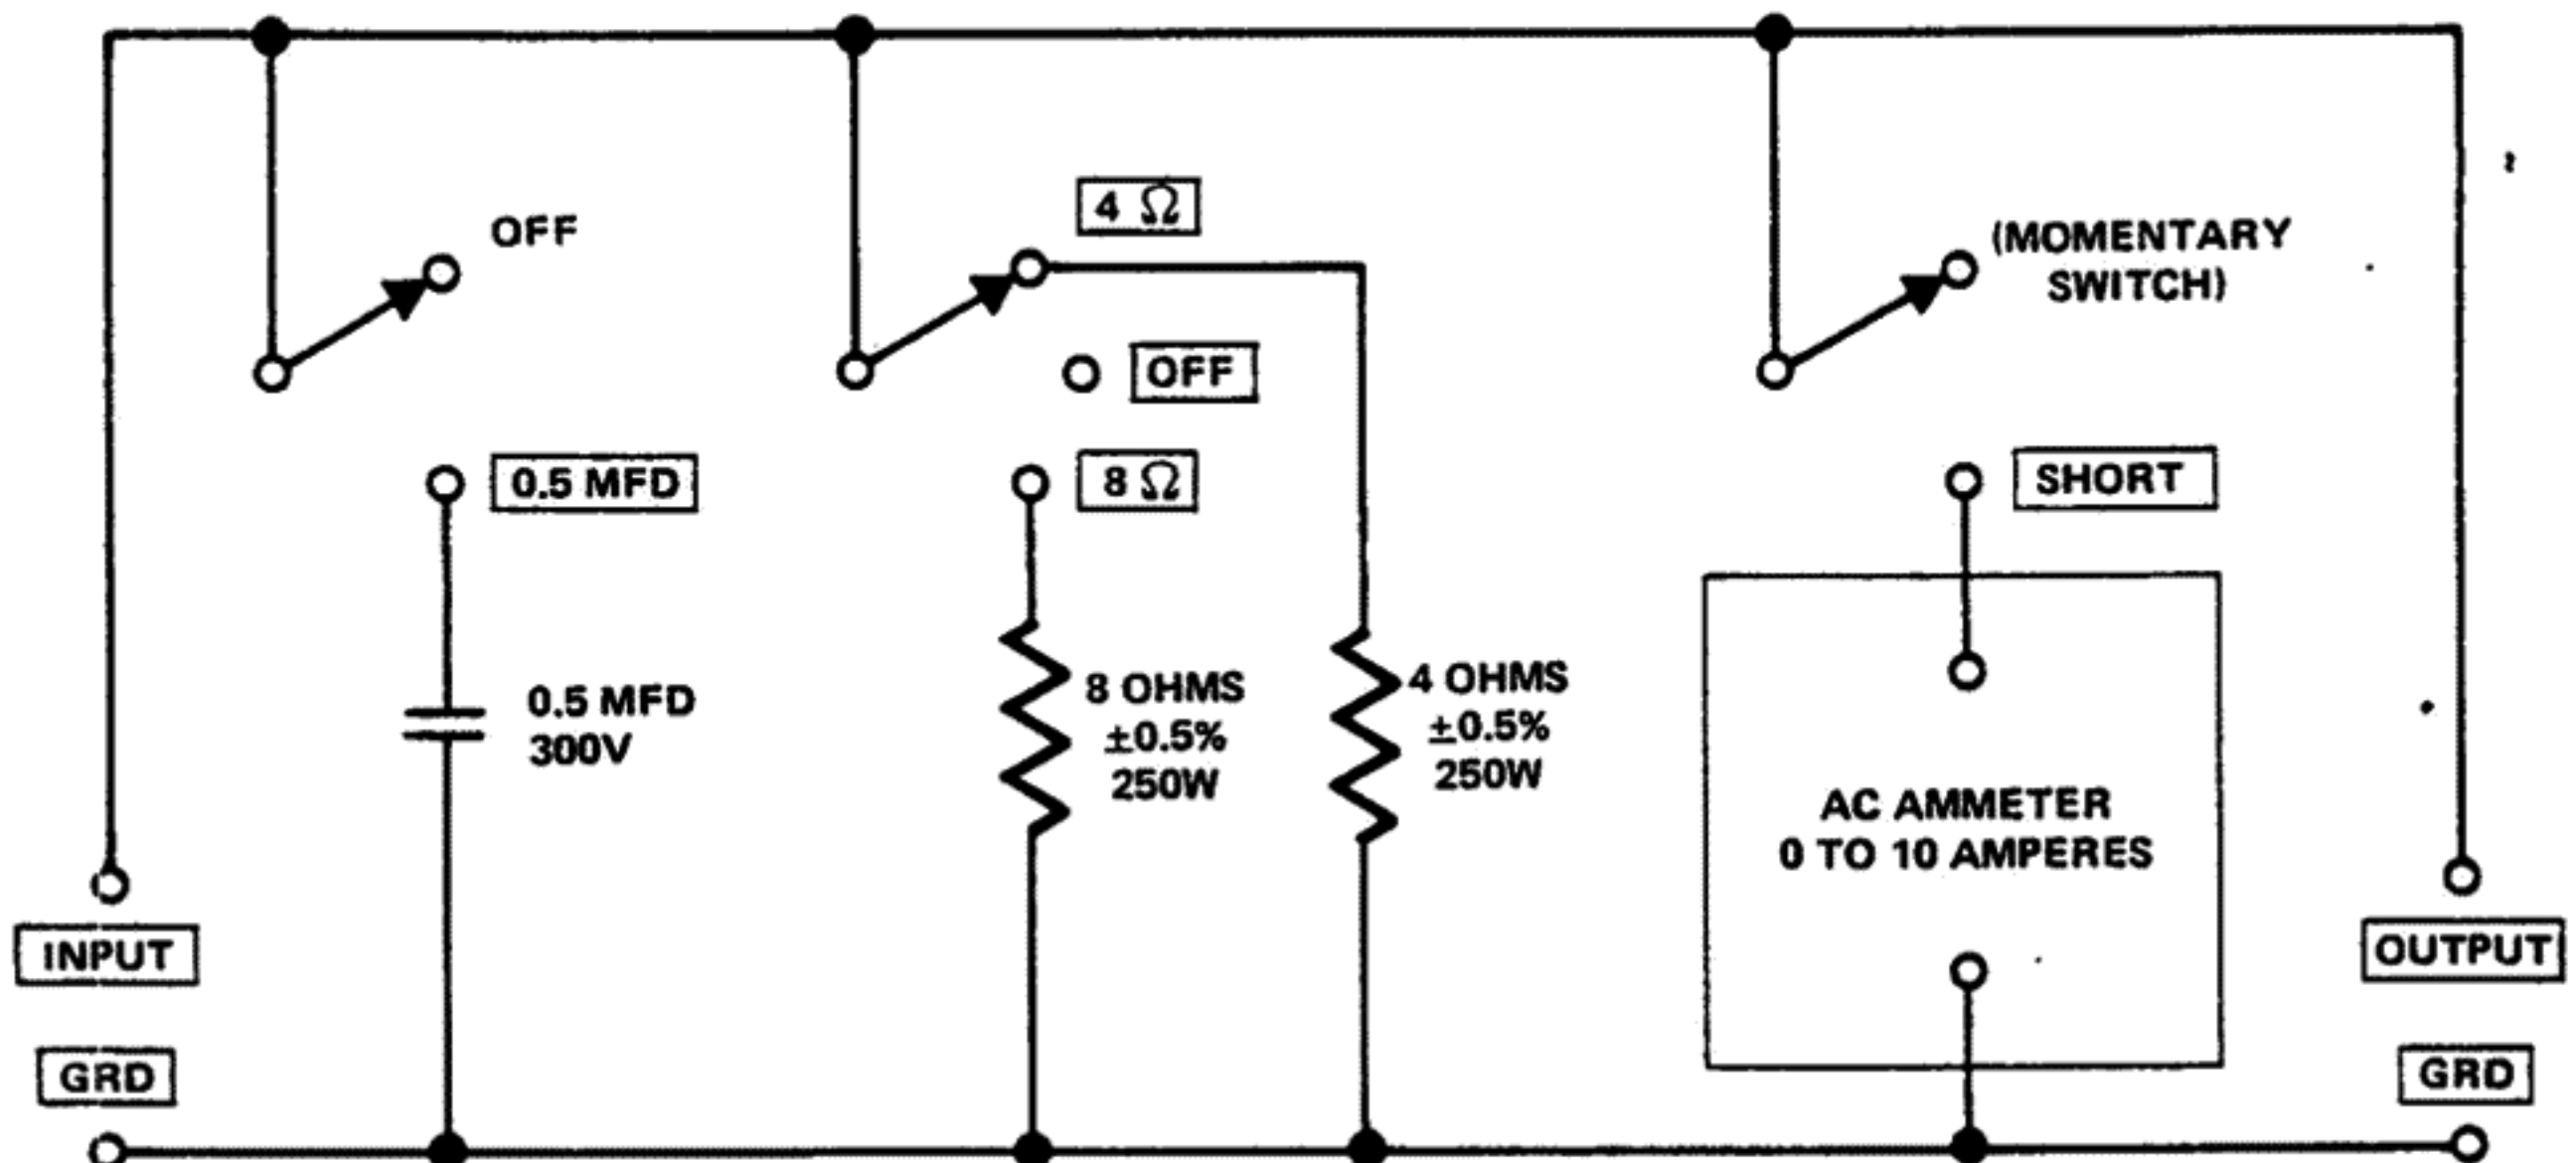 OFF
0.5 MFD
0.5 MFD
300V
4 Ω
OFF
8 Ω
8 OHMS
±0.5%
250W
4 OHMS
±0.5%
250W
(MOMENTARY
SWITCH)
SHORT
AC AMMETER
0 TO 10 AMPERES
INPUT
GRD
OUTPUT
GRD